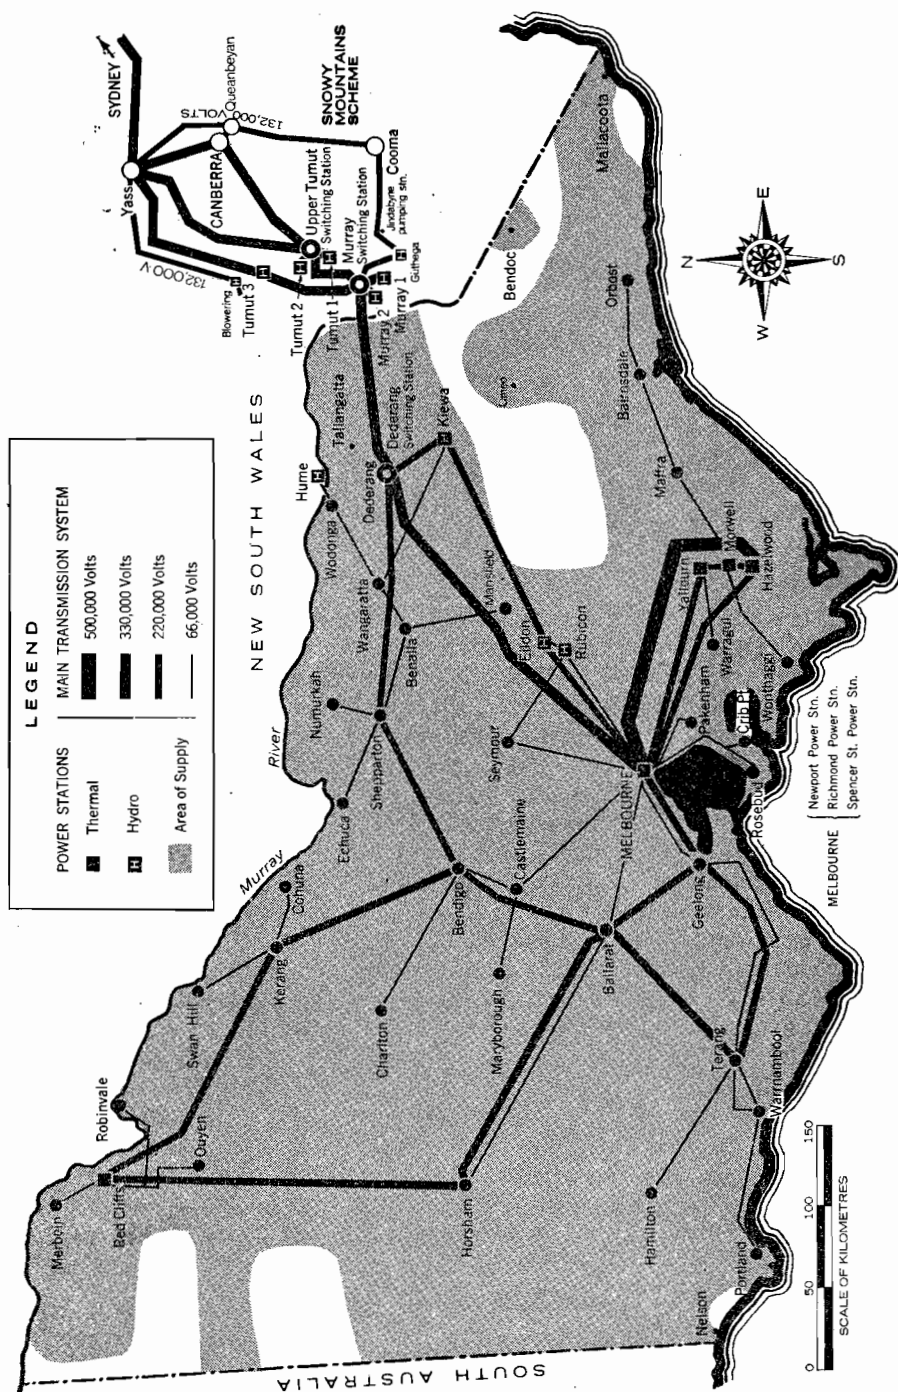 LEGEND
POWER STATIONS
Thermal
Hydro
Area of Supply
MAIN TRANSMISSION SYSTEM
500,000 Volts
330,000 Volts
220,000 Volts
66,000 Volts
SYDNEY
Yass
132,000 VOLTS
Queanbeyan
CANBERRA
132,000 V
Blowering
Tumut 3
Upper Tumut
Switching Station
SNOWY
MOUNTAINS
SCHEME
Tumut 2
Tumut 1
Murray
Switching Station
Cooma
Jindabyne
pumping stn.
Guthega
Murray 2
Murray 1
NEW SOUTH WALES
Murray
River
Hume
Wodonga
Tallangatta
Dederang
Dederang
Switching Station
Kiewa
Wangaratta
Benalla
Mansfield
Numurkah
Shepparton
Echuca
Eildon
Rubicon
Seymour
Bendoc
Omeo
Mallacoota
Orbost
Bairnsdale
Maffra
Yallourn
Morwell
Hazelwood
Warragul
Wonthaggi
Pakenham
Crib Pt.
Rosebud
MELBOURNE
Merbein
Red Cliffs
Robinvale
Ouyen
Swan Hill
Kerang
Cohuna
Bendigo
Castlemaine
Charlton
Maryborough
Ballarat
Geelong
Horsham
Hamilton
Terang
Warrnambool
Portland
Nelson
SOUTH AUSTRALIA
N
E
S
W
MELBOURNE
Newport Power Stn.
Richmond Power Stn.
Spencer St. Power Stn.
0 50 100 150
SCALE OF KILOMETRES